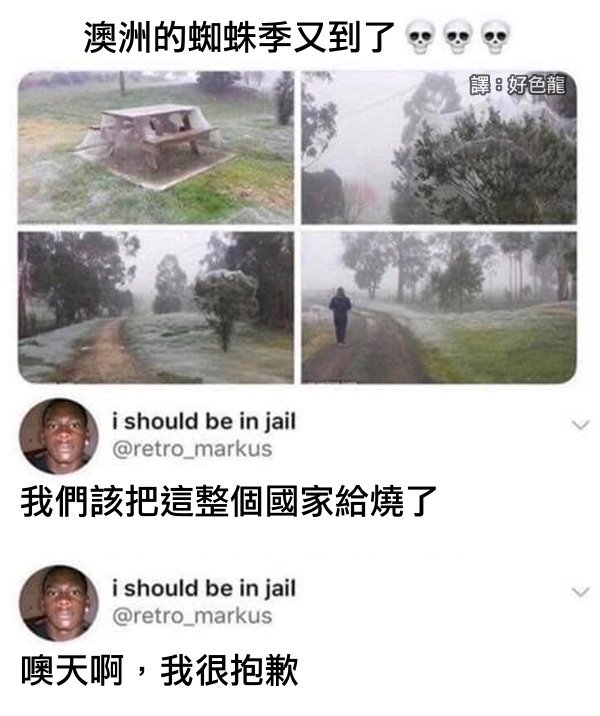 澳洲的蜘蛛季又到了💀💀💀
譯：好色龍
i should be in jail
@retro_markus
我們該把這整個國家給燒了
i should be in jail
@retro_markus
噢天啊，我很抱歉